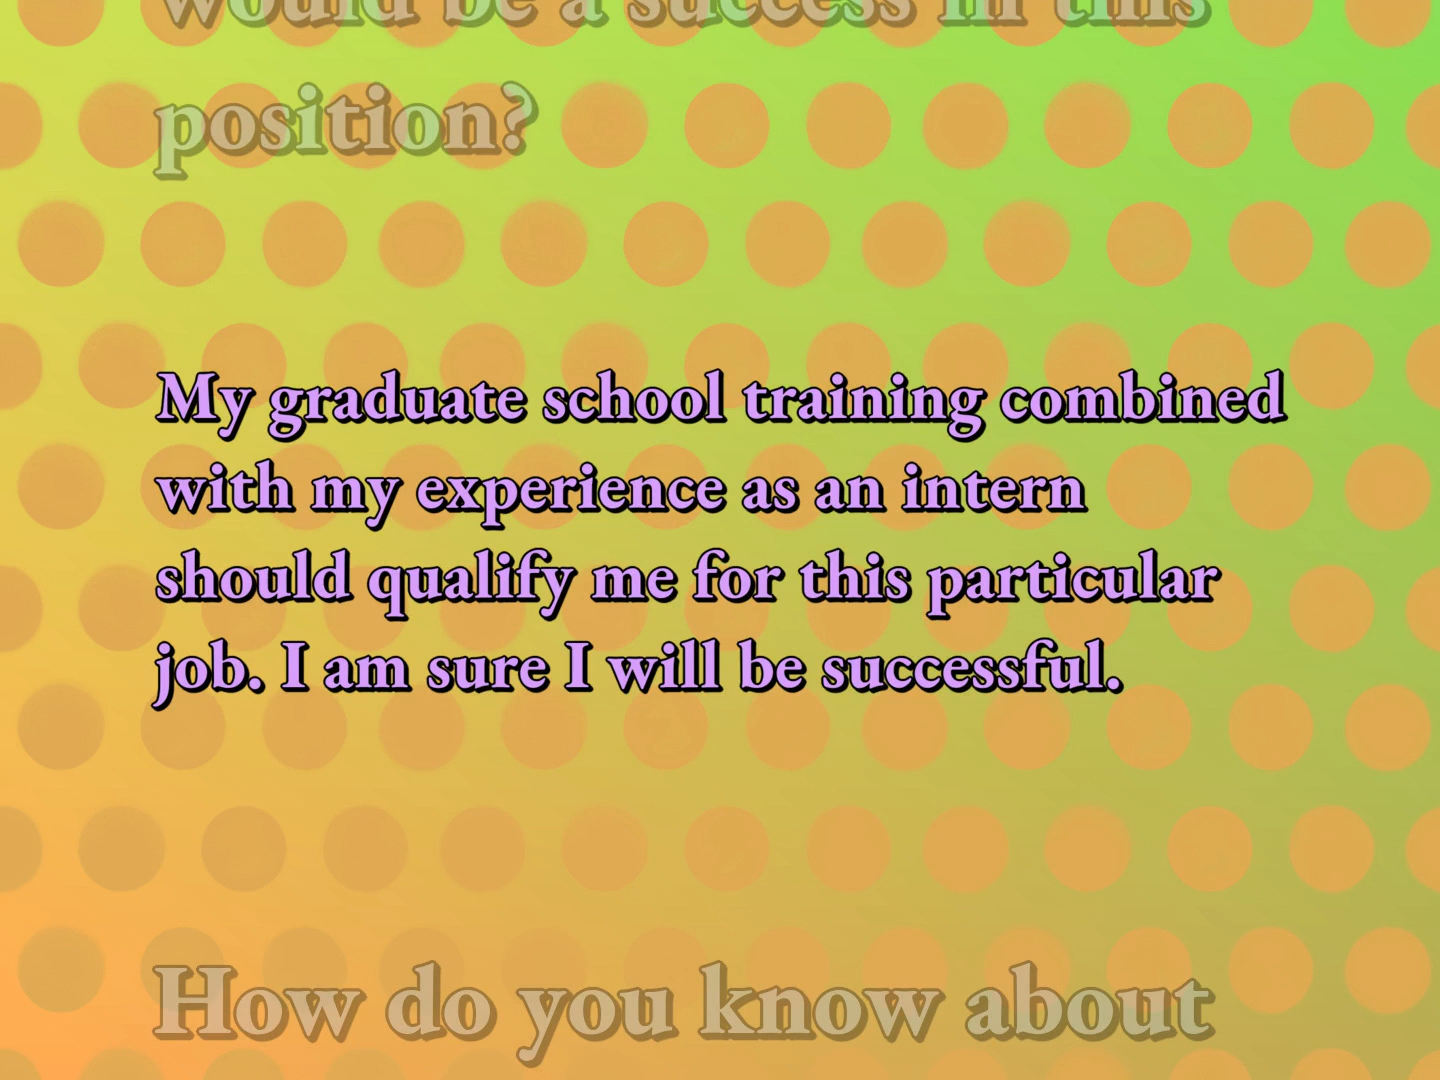 would be a success in this
position?
My graduate school training combined
with my experience as an intern
should qualify me for this particular
job. I am sure I will be successful.
How do you know about